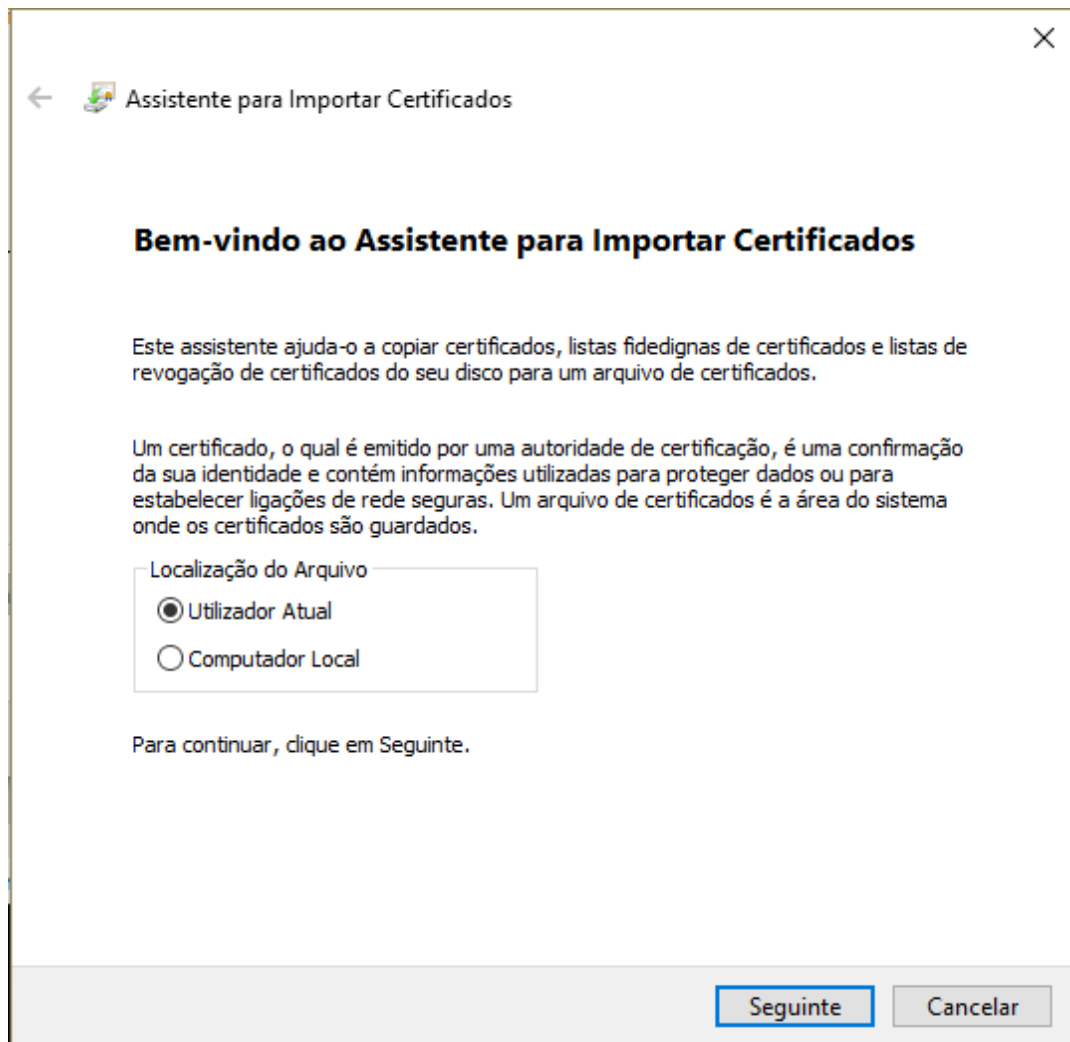 Assistente para Importar Certificados
Bem-vindo ao Assistente para Importar Certificados
Este assistente ajuda-o a copiar certificados, listas fidedignas de certificados e listas de
revogação de certificados do seu disco para um arquivo de certificados.
Um certificado, o qual é emitido por uma autoridade de certificação, é uma confirmação
da sua identidade e contém informações utilizadas para proteger dados ou para
estabelecer ligações de rede seguras. Um arquivo de certificados é a área do sistema
onde os certificados são guardados.
Localização do Arquivo
Utilizador Atual
Computador Local
Para continuar, clique em Seguinte.
Seguinte Cancelar